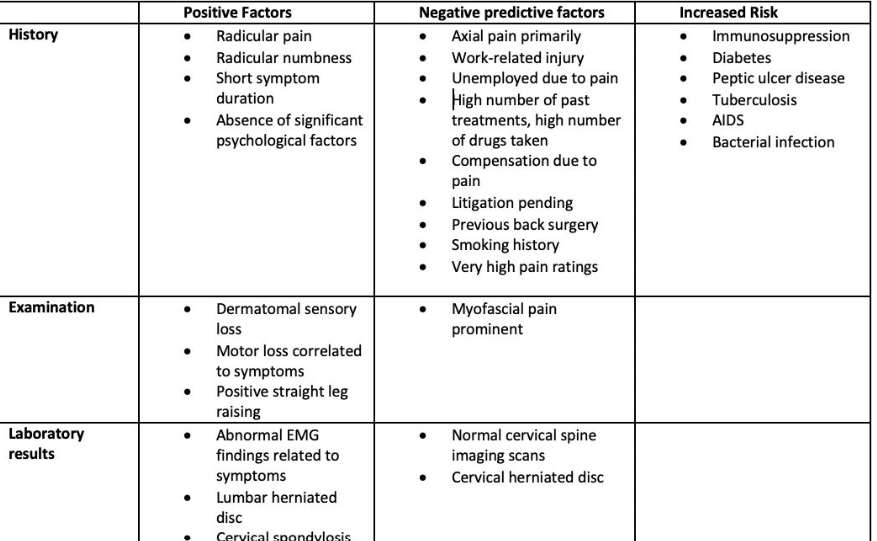 Positive Factors Negative predictive factors Increased Risk
History
• Radicular pain
• Radicular numbness
• Short symptom
duration
• Absence of significant
psychological factors
• Axial pain primarily
• Work-related injury
• Unemployed due to pain
• High number of past
treatments, high number
of drugs taken
• Compensation due to
pain
• Litigation pending
• Previous back surgery
• Smoking history
• Very high pain ratings
• Immunosuppression
• Diabetes
• Peptic ulcer disease
• Tuberculosis
• AIDS
• Bacterial infection
Examination
• Dermatomal sensory
loss
• Motor loss correlated
to symptoms
• Positive straight leg
raising
• Myofascial pain
prominent
Laboratory
results
• Abnormal EMG
findings related to
symptoms
• Lumbar herniated
disc
• Cervical spondylosis
• Normal cervical spine
imaging scans
• Cervical herniated disc